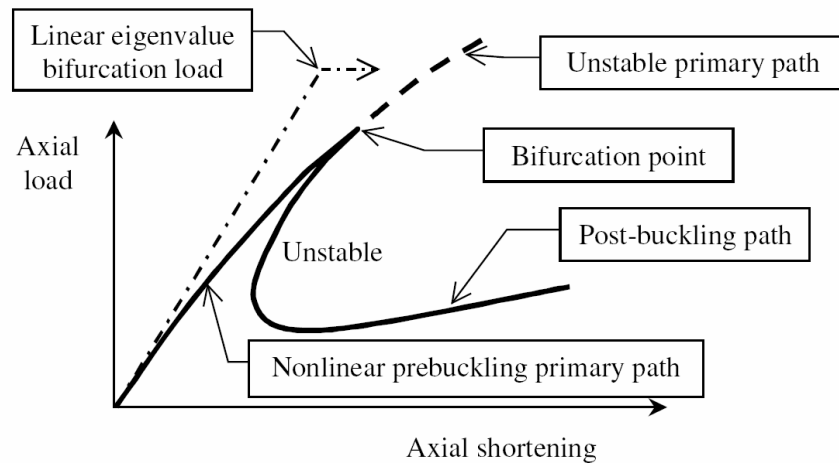 Linear eigenvalue
bifurcation load
Unstable primary path
Axial
load
Bifurcation point
Post-buckling path
Unstable
Nonlinear prebuckling primary path
Axial shortening